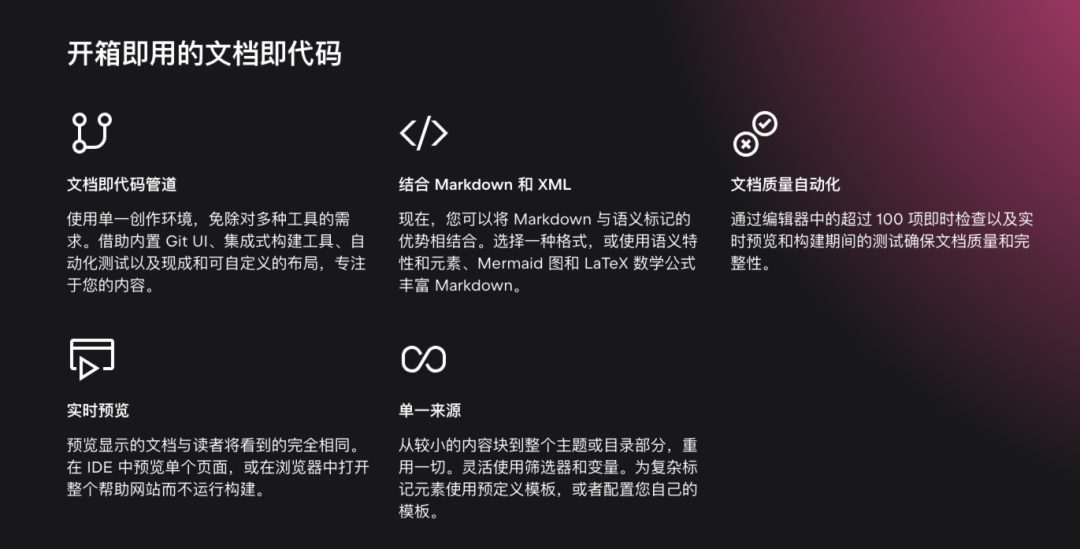 开箱即用的文档即代码
文档即代码管道
使用单一创作环境，免除对多种工具的需
求。借助内置 Git UI、集成式构建工具、自
动化测试以及现成和可自定义的布局，专注
于您的内容。
结合 Markdown 和 XML
现在，您可以将 Markdown 与语义标记的
优势相结合。选择一种格式，或使用语义特
性和元素、Mermaid 图和 LaTeX 数学公式
丰富 Markdown。
文档质量自动化
通过编辑器中的超过 100 项即时检查以及实
时预览和构建期间的测试确保文档质量和完
整性。
实时预览
预览显示的文档与读者将看到的完全相同。
在 IDE 中预览单个页面，或在浏览器中打开
整个帮助网站而不运行构建。
单一来源
从较小的内容块到整个主题或目录部分，重
用一切。灵活使用筛选器和变量。为复杂标
记元素使用预定义模板，或者配置您自己的
模板。